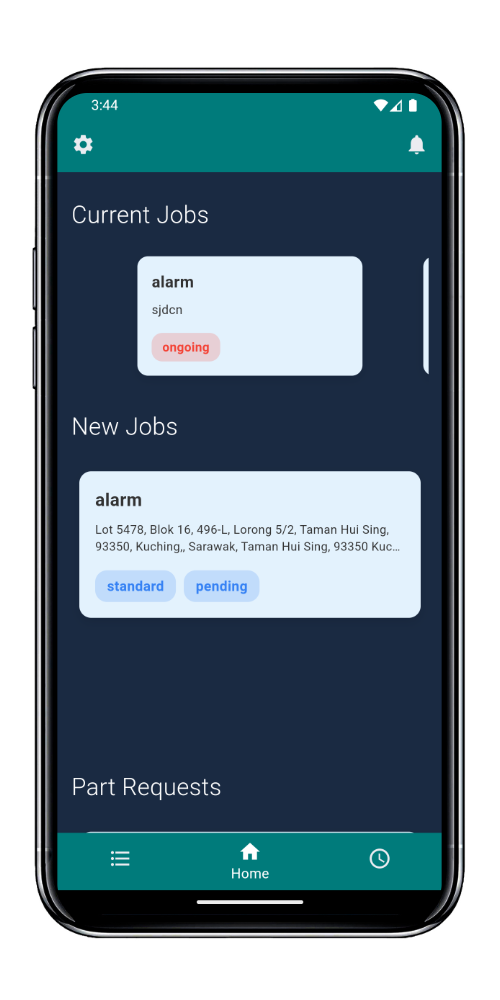 3:44
Current Jobs
alarm
sjdcn
ongoing
New Jobs
alarm
Lot 5478, Blok 16, 496-L, Lorong 5/2, Taman Hui Sing,
93350, Kuching,, Sarawak, Taman Hui Sing, 93350 Kuc...
standard pending
Part Requests
Home